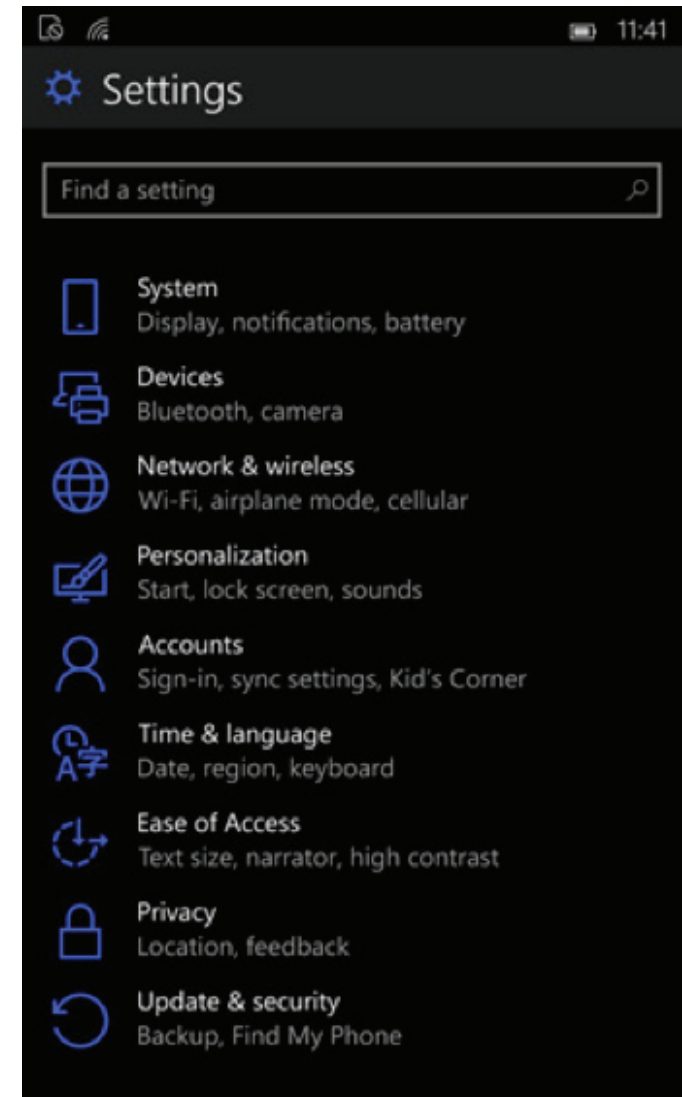 11:41
Settings
Find a setting
System
Display, notifications, battery
Devices
Bluetooth, camera
Network & wireless
Wi-Fi, airplane mode, cellular
Personalization
Start, lock screen, sounds
Accounts
Sign-in, sync settings, Kid's Corner
Time & language
A字
Date, region, keyboard
Ease of Access
Text size, narrator, high contrast
Privacy
Location, feedback
Update & security
Backup, Find My Phone